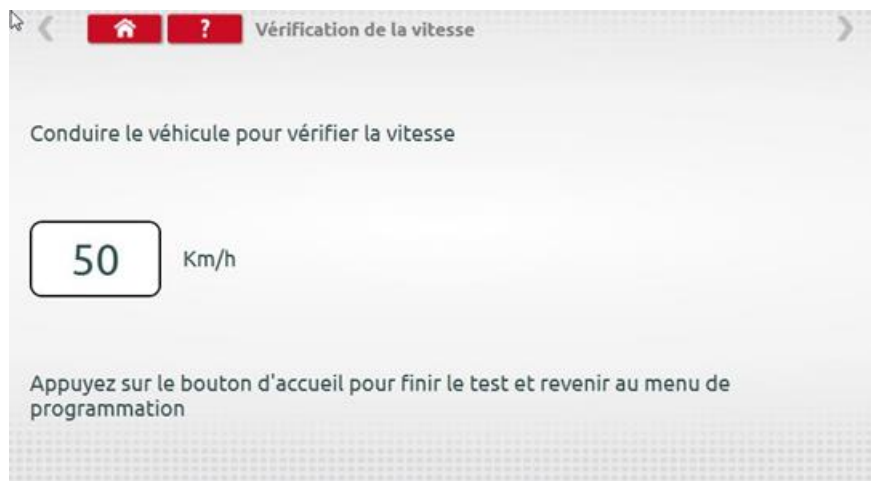 ? Vérification de la vitesse
Conduire le véhicule pour vérifier la vitesse
50 Km/h
Appuyez sur le bouton d'accueil pour finir le test et revenir au menu de
programmation